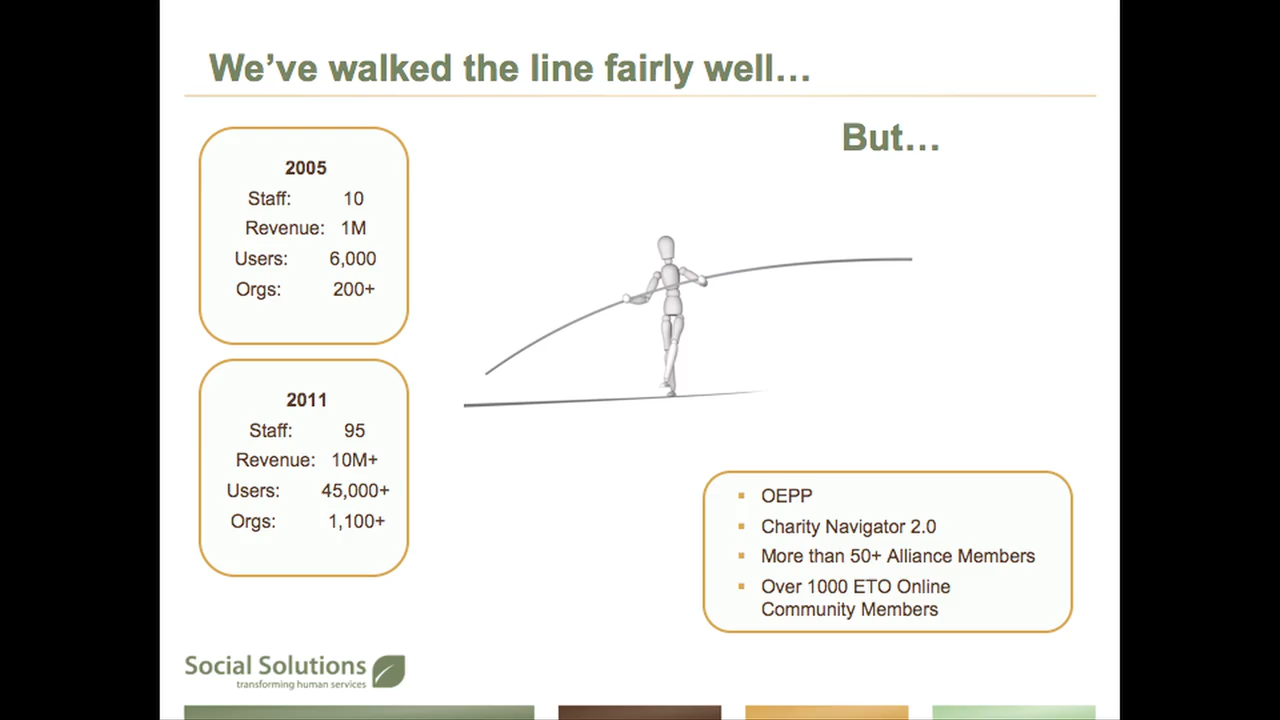 We've walked the line fairly well…
But…
2005
Staff: 10
Revenue: 1M
Users: 6,000
Orgs: 200+
2011
Staff: 95
Revenue: 10M+
Users: 45,000+
Orgs: 1,100+
▪ OEPP
▪ Charity Navigator 2.0
▪ More than 50+ Alliance Members
▪ Over 1000 ETO Online
Community Members
Social Solutions
transforming human services